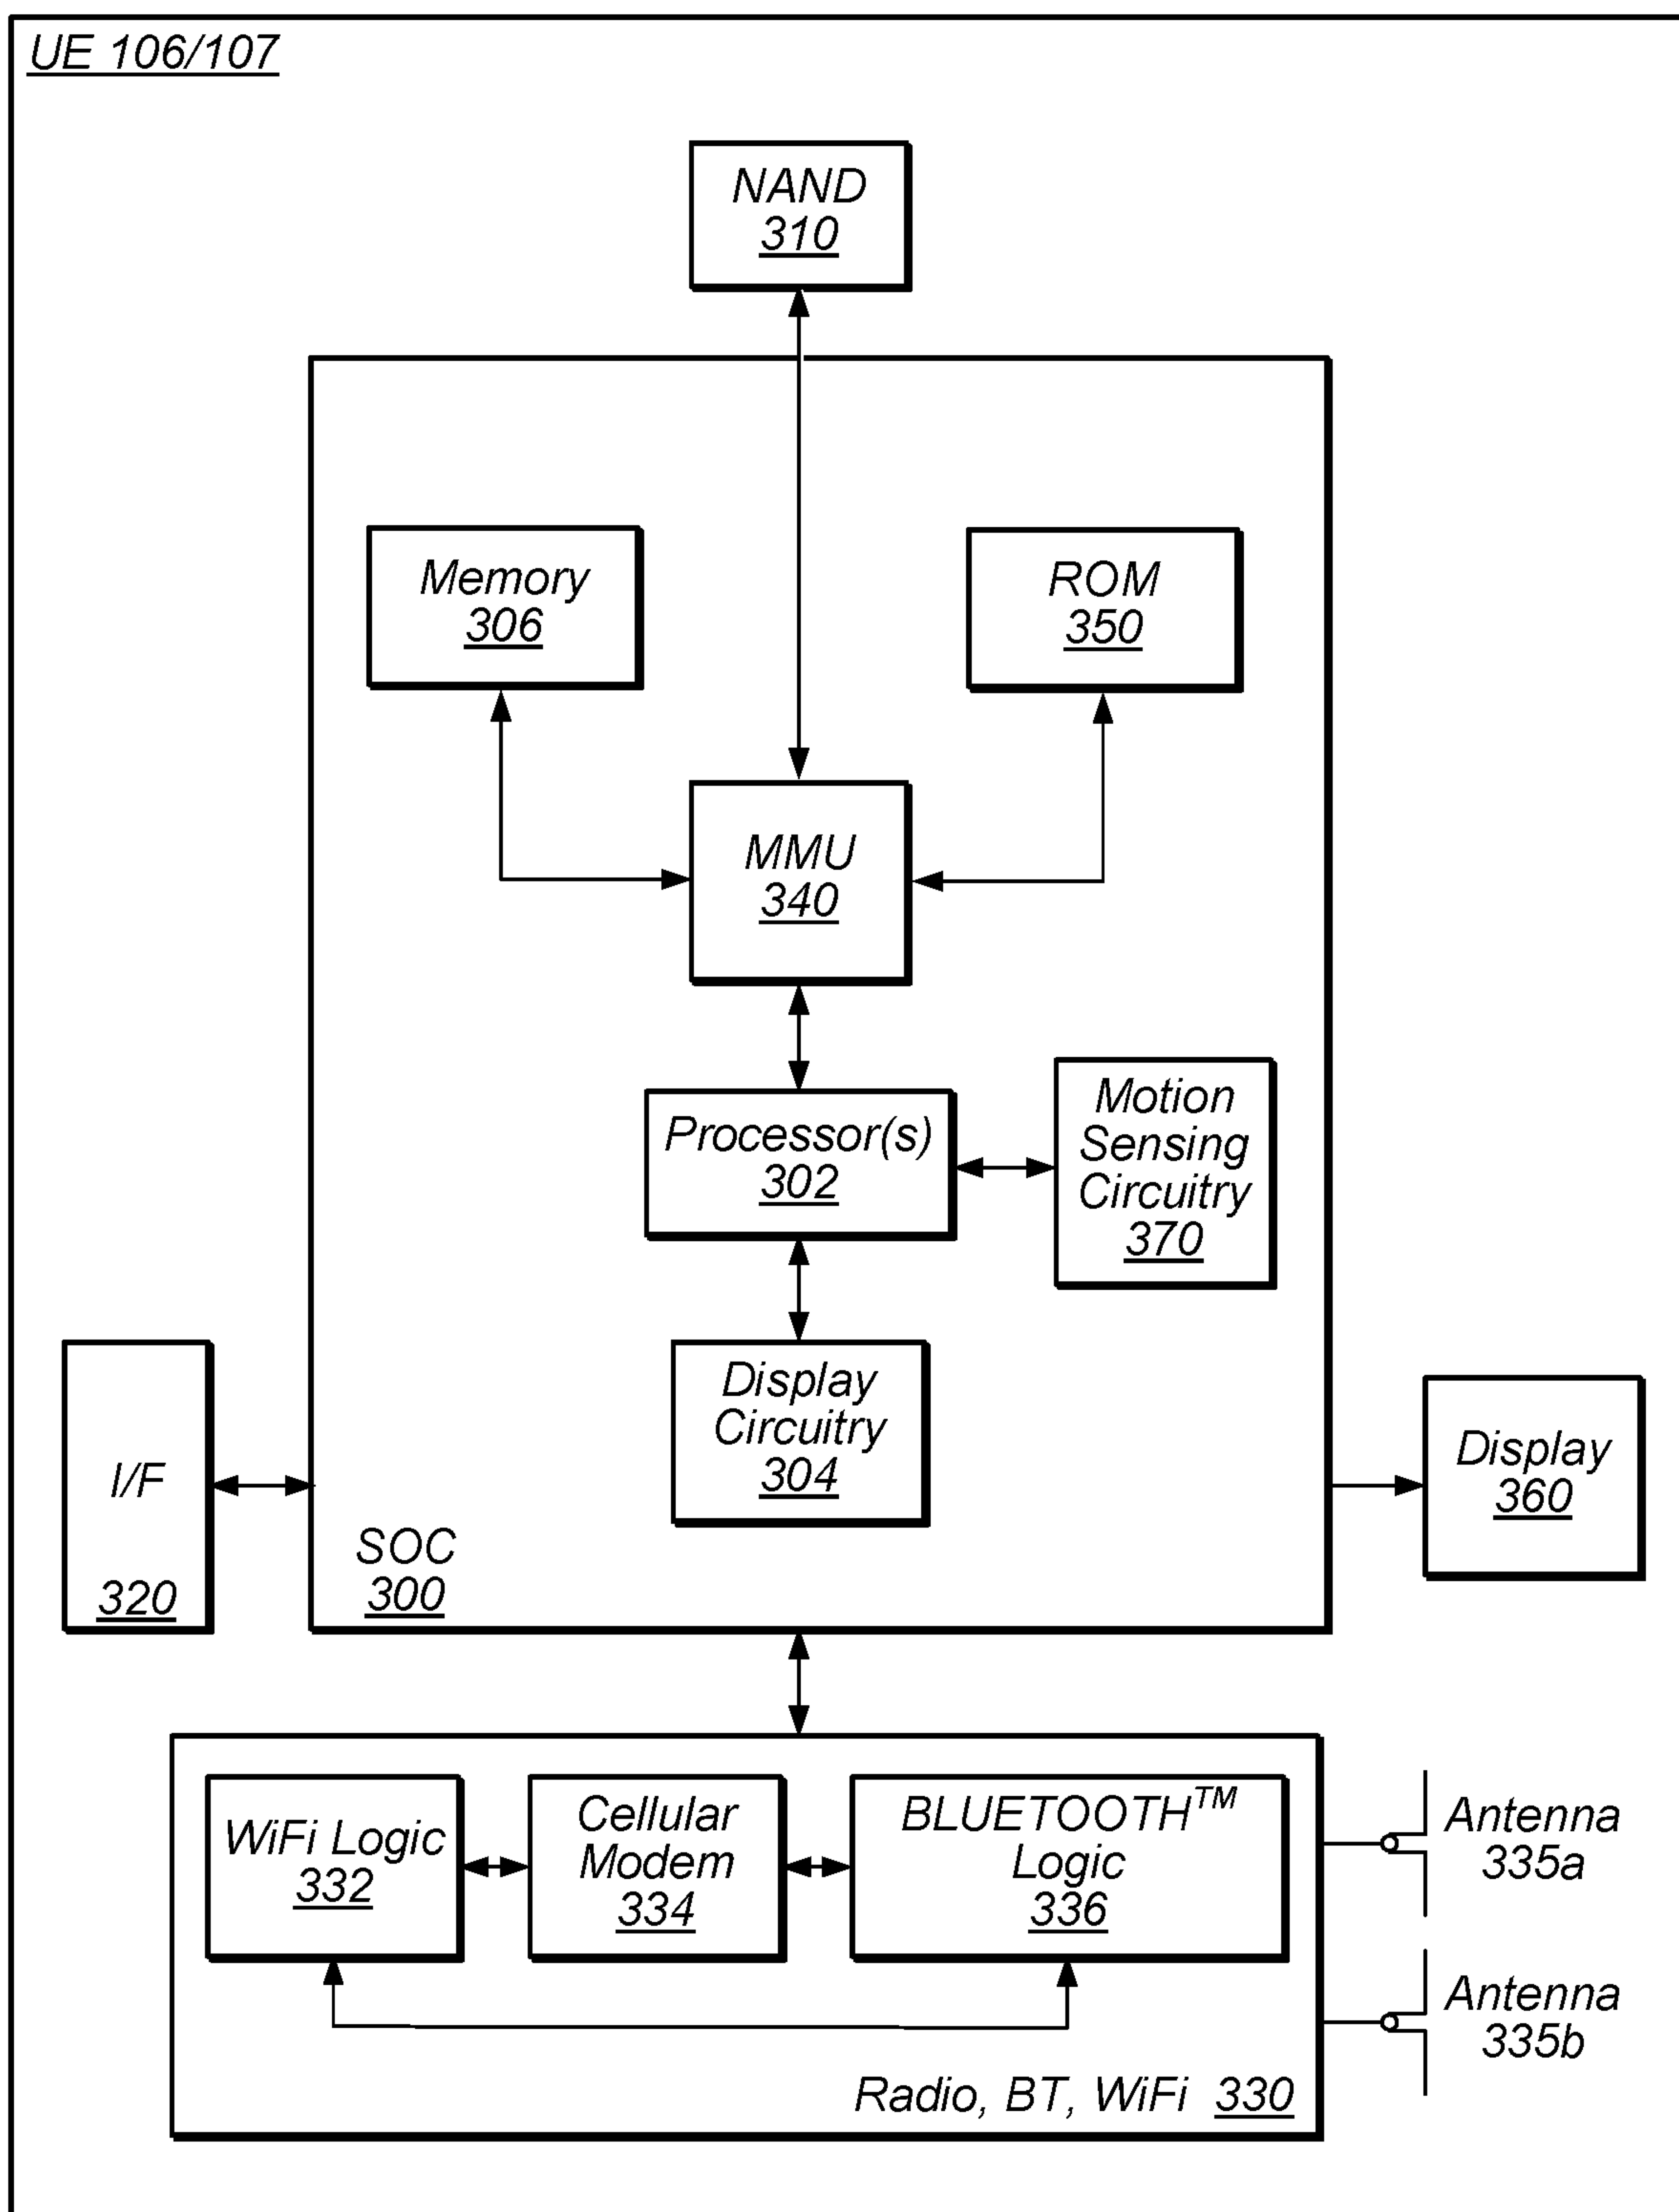 UE 106/107
NAND
310
Memory
306
ROM
350
MMU
340
Processor(s)
302
Motion
Sensing
Circuitry
370
Display
Circuitry
304
I/F
320
SOC
300
Display
360
WiFi Logic
332
Cellular
Modem
334
BLUETOOTH™
Logic
336
Radio, BT, WiFi 330
Antenna
335a
Antenna
335b